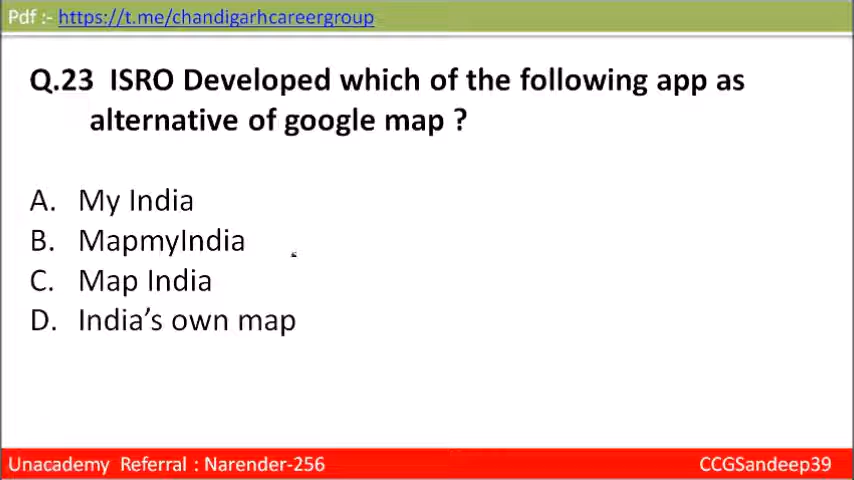 Pdf :- https://t.me/chandigarhcareergroup
Q.23 ISRO Developed which of the following app as
alternative of google map ?
A. My India
B. MapmyIndia
C. Map India
D. India’s own map
Unacademy Referral : Narender-256 CCGSandeep39